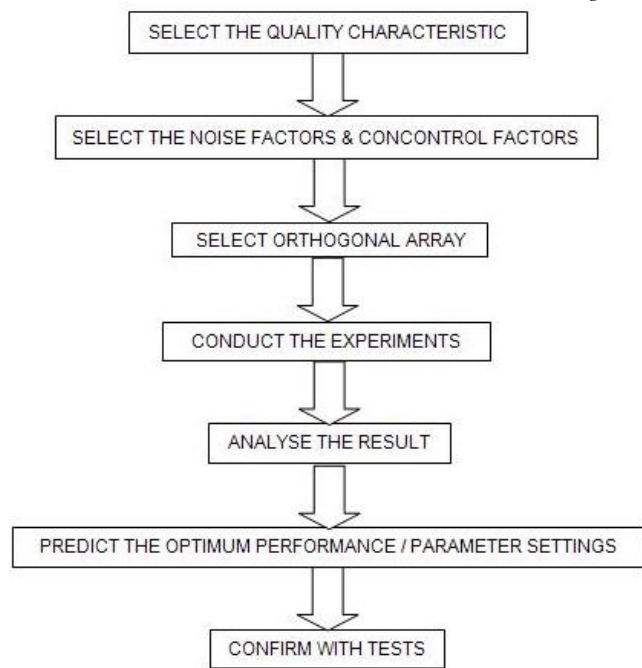 SELECT THE QUALITY CHARACTERISTIC
SELECT THE NOISE FACTORS & CONCONTROL FACTORS
SELECT ORTHOGONAL ARRAY
CONDUCT THE EXPERIMENTS
ANALYSE THE RESULT
PREDICT THE OPTIMUM PERFORMANCE / PARAMETER SETTINGS
CONFIRM WITH TESTS